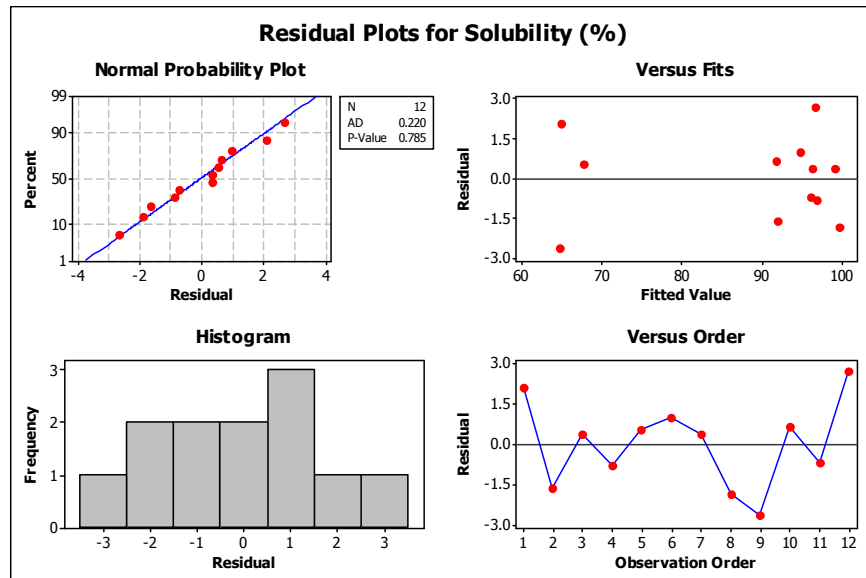 Residual Plots for Solubility (%)
Normal Probability Plot
99
90
50
10
1
Percent
-4 -2 0 2 4
Residual
N 12
AD 0.220
P-Value 0.785
Versus Fits
3.0
1.5
0.0
-1.5
-3.0
Residual
60 70 80 90 100
Fitted Value
Histogram
3
2
1
0
Frequency
-3 -2 -1 0 1 2 3
Residual
Versus Order
3.0
1.5
0.0
-1.5
-3.0
Residual
1 2 3 4 5 6 7 8 9 10 11 12
Observation Order